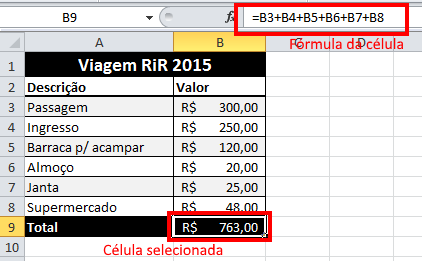 B9 fx =B3+B4+B5+B6+B7+B8
Fórmula da célula
A B C D
1 Viagem RiR 2015
2 Descrição Valor
3 Passagem R$ 300,00
4 Ingresso R$ 250,00
5 Barraca p/ acampar R$ 120,00
6 Almoço R$ 20,00
7 Janta R$ 25,00
8 Supermercado R$ 48,00
9 Total R$ 763,00
10 Célula selecionada